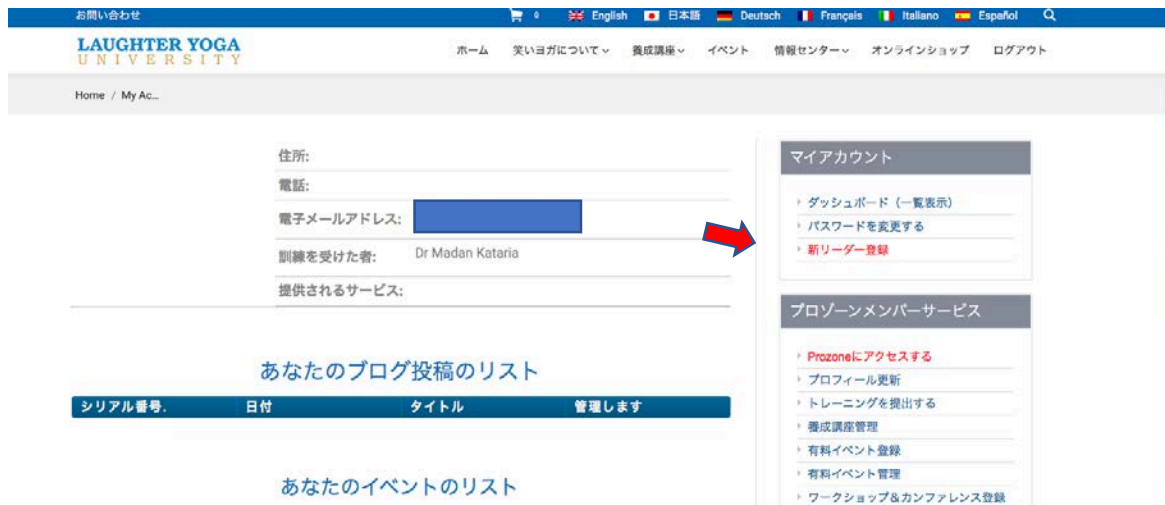 お問い合わせ 0 English 日本語 Deutsch Français Italiano Español
LAUGHTER YOGA
UNIVERSITY
ホーム 笑いヨガについて 養成講座 イベント 情報センター オンラインショップ ログアウト
Home / My Ac...
住所:
電話:
電子メールアドレス:
訓練を受けた者: Dr Madan Kataria
提供されるサービス:
あなたのブログ投稿のリスト
シリアル番号. 日付 タイトル 管理します
あなたのイベントのリスト
マイアカウント
ダッシュボード（一覧表示）
パスワードを変更する
新リーダー登録
プロゾーンメンバーサービス
Prozoneにアクセスする
プロフィール更新
トレーニングを提出する
養成講座管理
有料イベント登録
有料イベント管理
ワークショップ＆カンファレンス登録